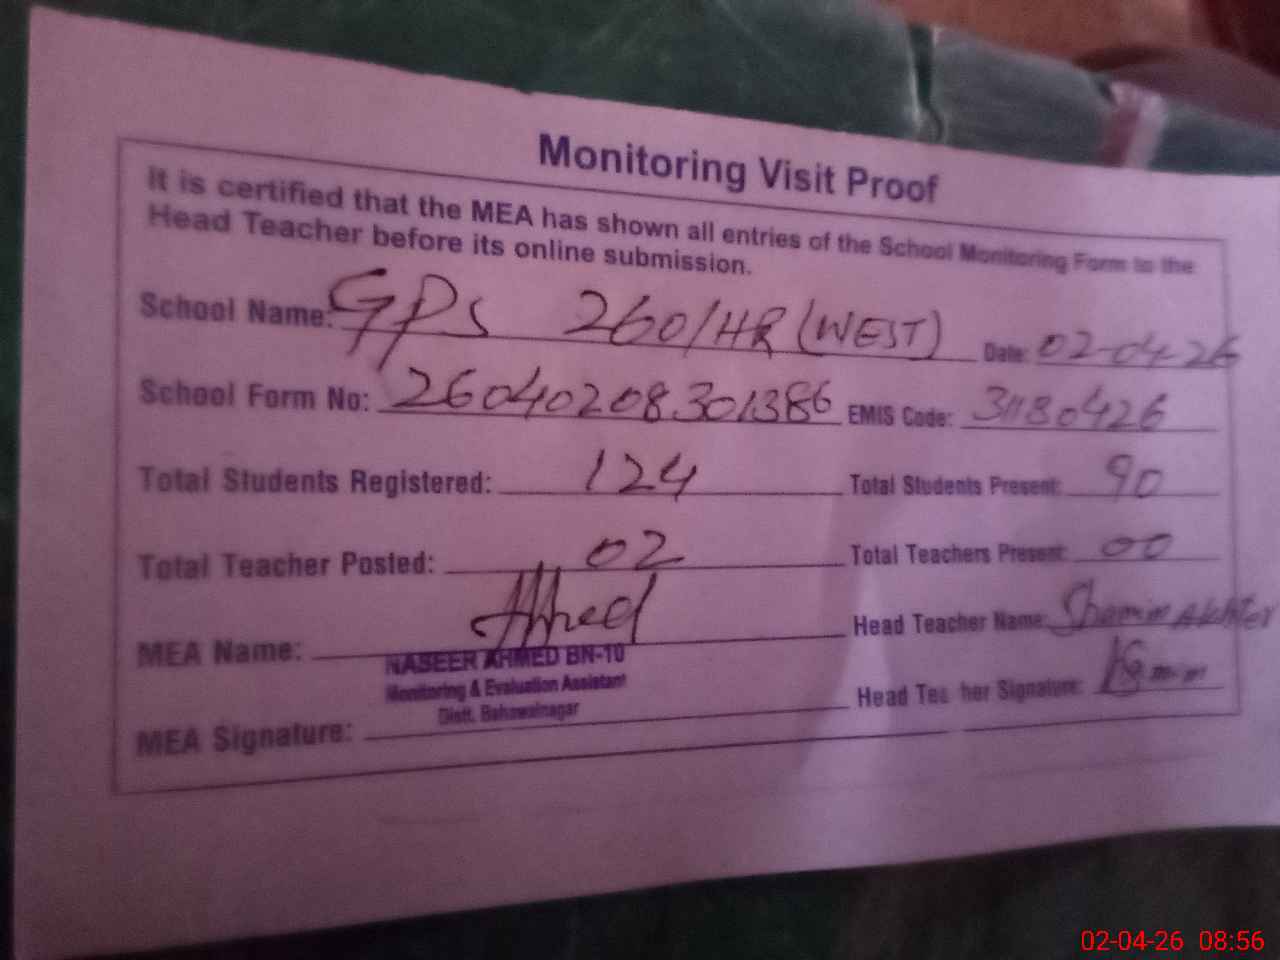 Monitoring Visit Proof
It is certified that the MEA has shown all entries of the School Monitoring Form to the
Head Teacher before its online submission.
School Name: GPS 260/HR (WEST) Date: 02-04-26
School Form No: 26040208301386 EMIS Code: 31180426
Total Students Registered: 124 Total Students Present: 90
Total Teacher Posted: 02 Total Teachers Present: 00
MEA Name: Ahmed Head Teacher Name: Shamim Akhter
NASEER AHMED BN-10
Monitoring & Evaluation Assistant
Distt. Bahawalnagar
MEA Signature: Head Teacher Signature:
02-04-26 08:56